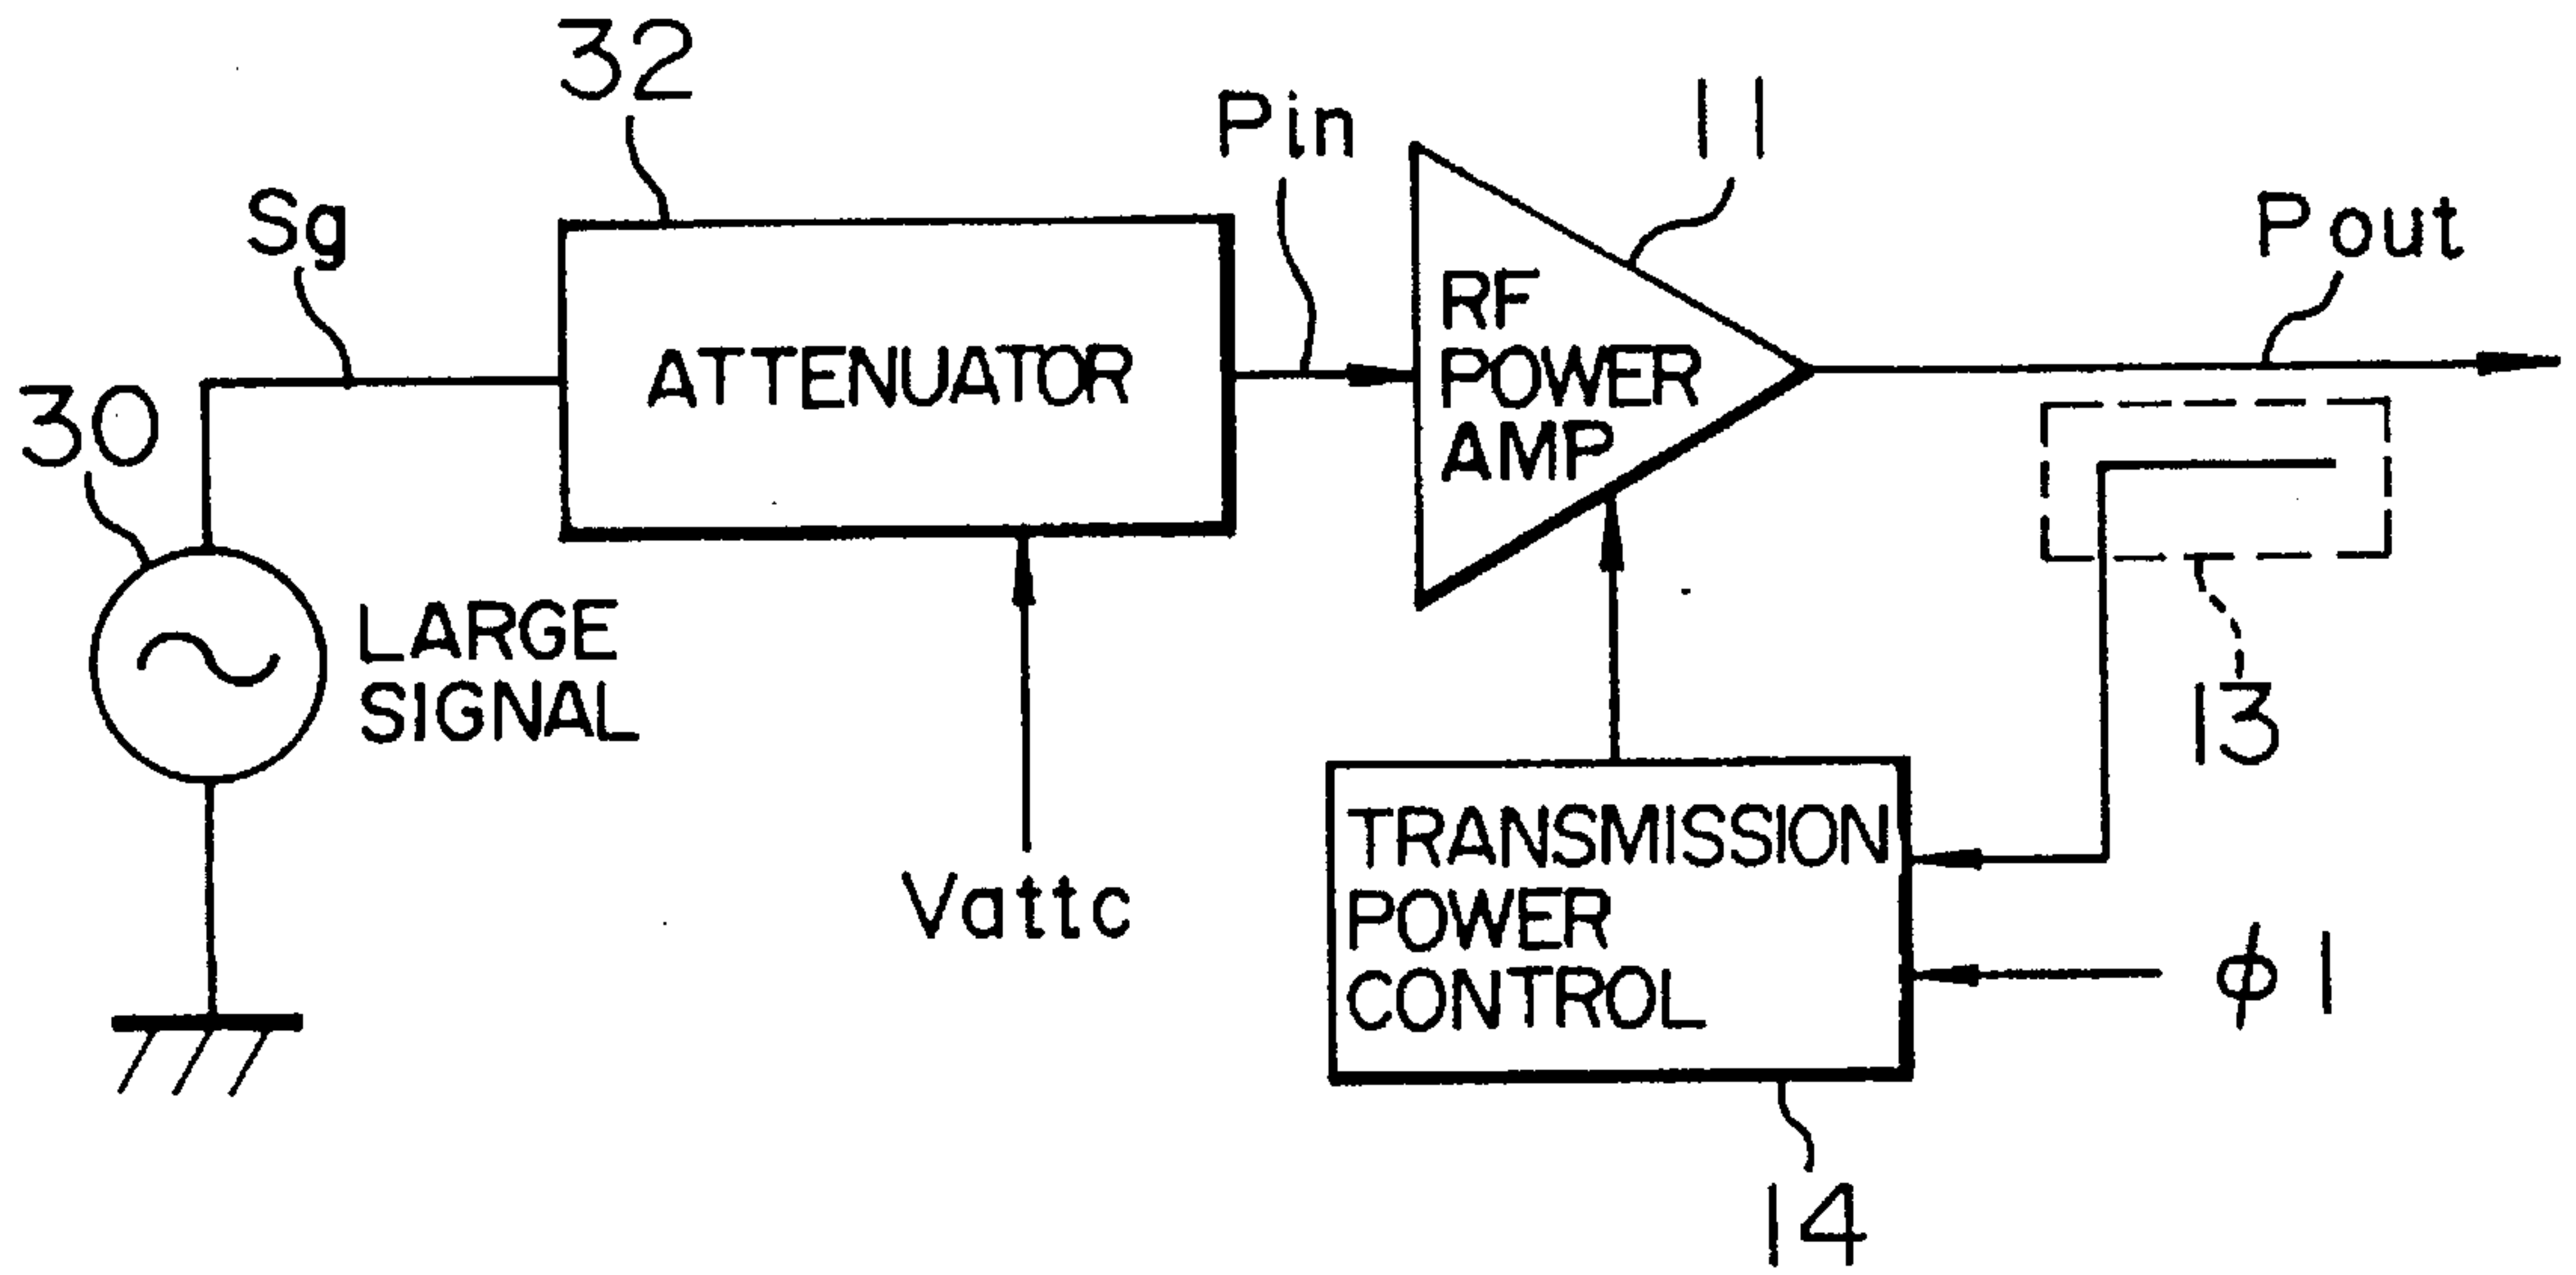 32
Sg
Pin
11
Pout
30
ATTENUATOR
RF
POWER
AMP
LARGE
SIGNAL
13
Vattc
TRANSMISSION
POWER
CONTROL
ϕ1
14